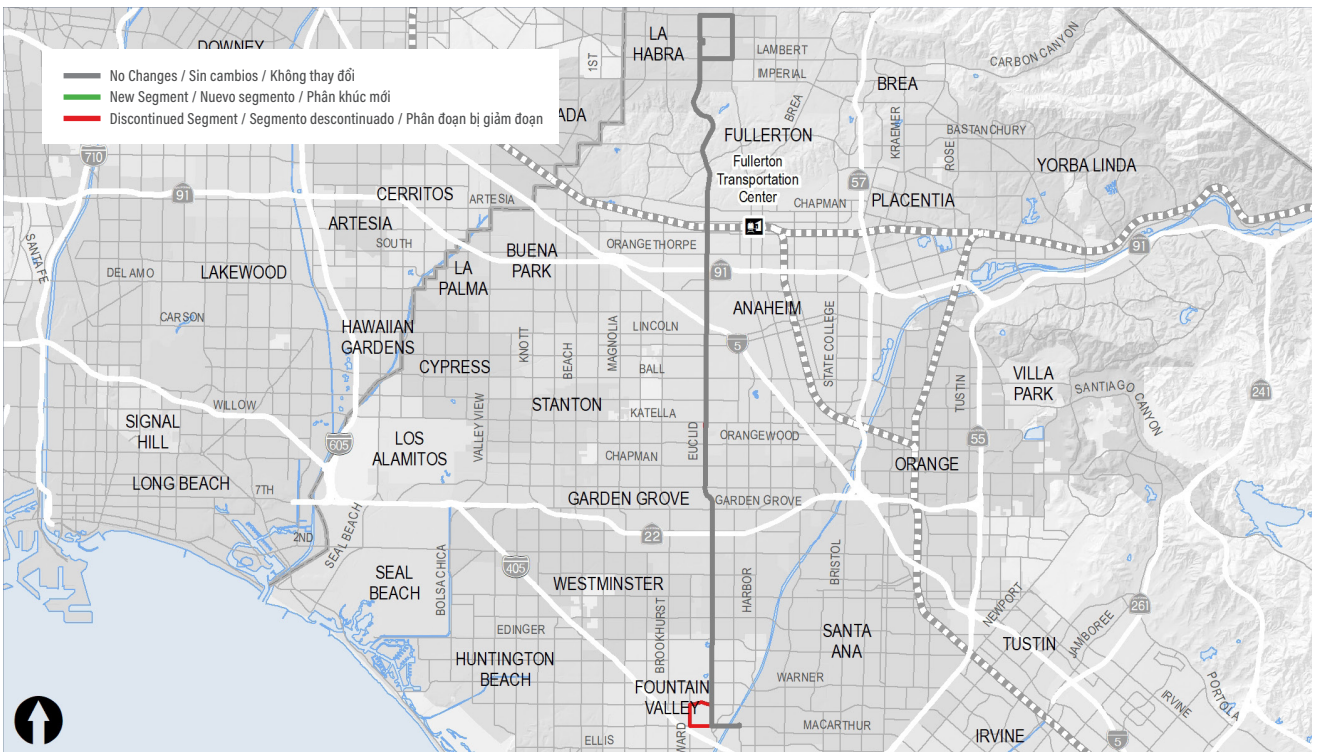 DOWNEY
LA
HABRA
1ST
LAMBERT
IMPERIAL
CARBON CANYON
BREA
BREA
No Changes / Sin cambios / Không thay đổi
New Segment / Nuevo segmento / Phân khúc mới
Discontinued Segment / Segmento descontinuado / Phân đoạn bị giảm đoạn
ADA
FULLERTON
KRAEMER
BASTANCHURY
ROSE
YORBA LINDA
710
Fullerton
Transportation
Center
57
91
CERRITOS
ARTESIA
CHAPMAN
PLACENTIA
ARTESIA
SOUTH
BUENA
PARK
ORANGETHORPE
91
SANTA FE
DEL AMO
LAKEWOOD
LA
PALMA
91
CARSON
HAWAIIAN
GARDENS
CYPRESS
KNOTT
BEACH
MAGNOLIA
LINCOLN
BALL
ANAHEIM
5
STATE COLLEGE
VILLA
PARK
SANTIAGO CANYON
241
TUSTIN
WILLOW
SIGNAL
HILL
STANTON
KATELLA
VALLEY VIEW
EUCLID
ORANGEWOOD
55
605
LOS
ALAMITOS
CHAPMAN
ORANGE
LONG BEACH
7TH
GARDEN GROVE
GARDEN GROVE
2ND
SEAL BEACH
22
405
SEAL
BEACH
BOLSA CHICA
WESTMINSTER
HARBOR
BRISTOL
NEWPORT
261
EDINGER
BROOKHURST
SANTA
ANA
TUSTIN
JAMBOREE
HUNTINGTON
BEACH
WARNER
FOUNTAIN
VALLEY
IRVINE
PORTOLA
MACARTHUR
WARD
ELLIS
IRVINE
5